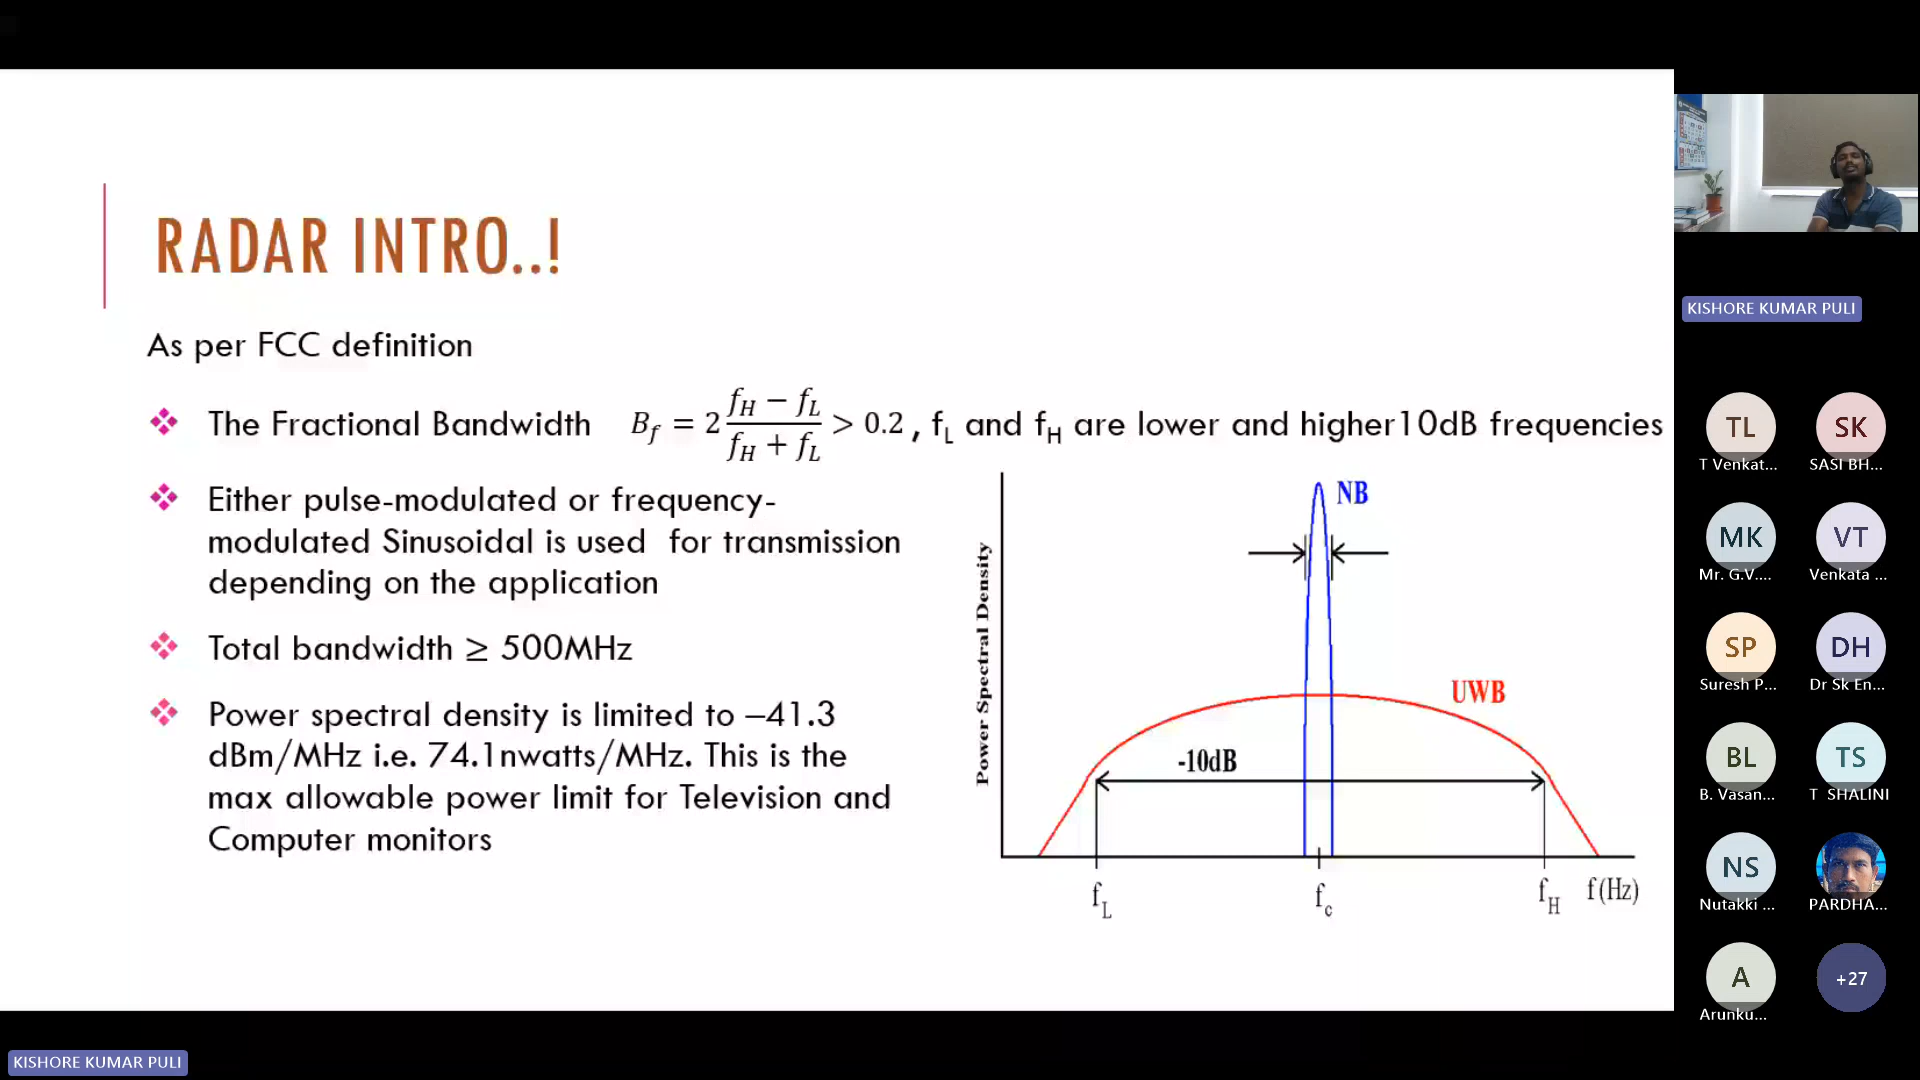 RADAR INTRO..!
As per FCC definition
❖ The Fractional Bandwidth B_f = 2 (f_H − f_L)/(f_H + f_L) > 0.2 , f_L and f_H are lower and higher10dB frequencies
❖ Either pulse-modulated or frequency-
modulated Sinusoidal is used for transmission
depending on the application
❖ Total bandwidth ≥ 500MHz
❖ Power spectral density is limited to –41.3
dBm/MHz i.e. 74.1nwatts/MHz. This is the
max allowable power limit for Television and
Computer monitors
Power Spectral Density
NB
UWB
-10dB
f_L
f_c
f_H
f(Hz)
KISHORE KUMAR PULI
TL
T Venkat...
SK
SASI BH...
MK
Mr. G.V....
VT
Venkata ...
SP
Suresh P...
DH
Dr Sk En...
BL
B. Vasan...
TS
T SHALINI
NS
Nutakki ...
PARDHA...
A
Arunku...
+27
KISHORE KUMAR PULI